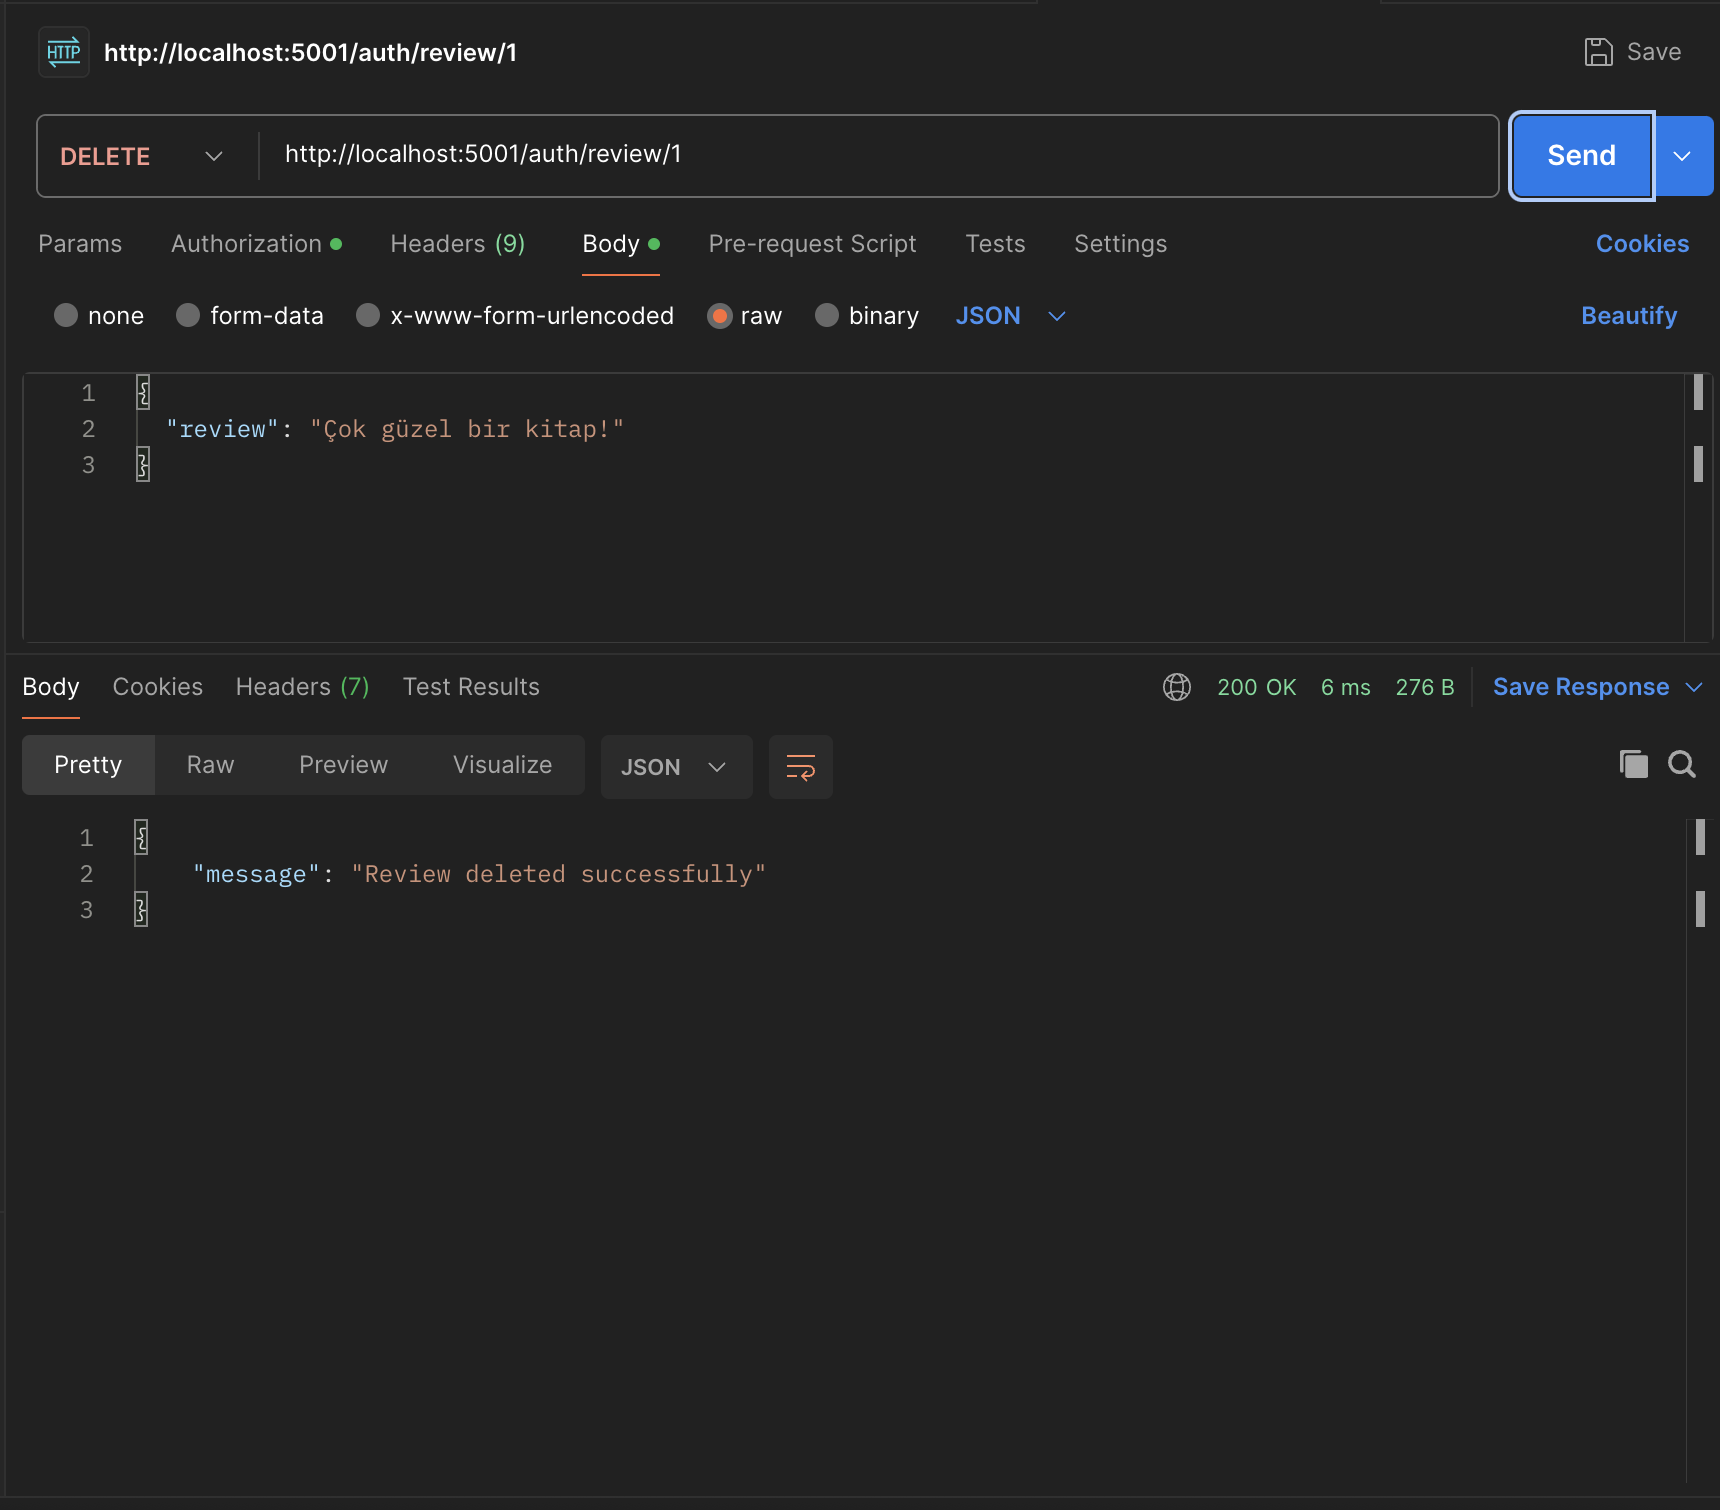 HTTP http://localhost:5001/auth/review/1 Save
DELETE http://localhost:5001/auth/review/1 Send
Params Authorization Headers (9) Body Pre-request Script Tests Settings Cookies
none form-data x-www-form-urlencoded raw binary JSON Beautify
1 {
2 "review": "Çok güzel bir kitap!"
3 }
Body Cookies Headers (7) Test Results 200 OK 6 ms 276 B Save Response
Pretty Raw Preview Visualize JSON
1 {
2 "message": "Review deleted successfully"
3 }